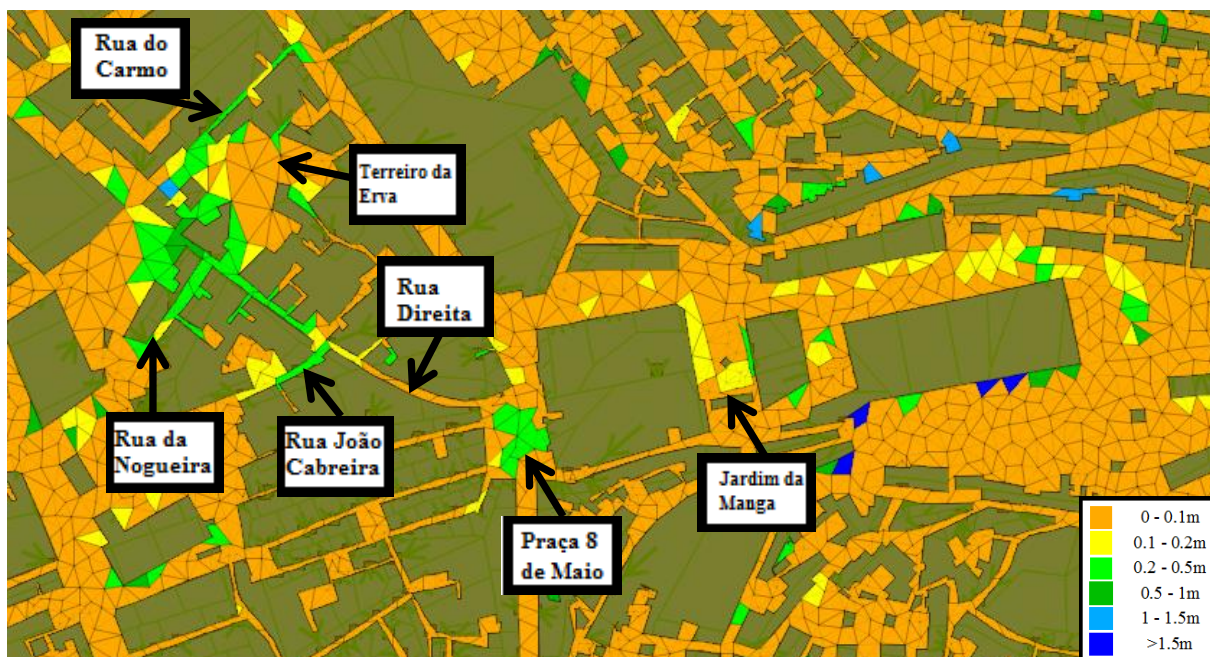 Rua do
Carmo
Terreiro da
Erva
Rua
Direita
Rua da
Nogueira
Rua João
Cabreira
Praça 8
de Maio
Jardim da
Manga
0 - 0.1m
0.1 - 0.2m
0.2 - 0.5m
0.5 - 1m
1 - 1.5m
>1.5m